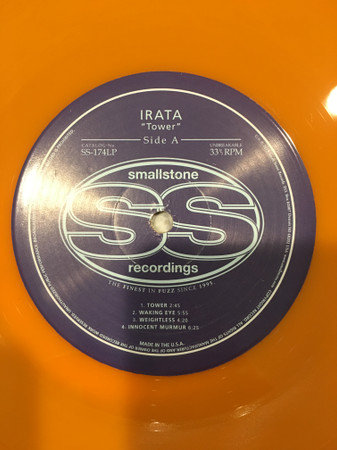 IRATA
"Tower"
Side A
CATALOG No.
SS-174LP
UNBREAKABLE
33⅓ RPM
smallstone
SS
recordings
THE FINEST IN FUZZ SINCE 1995.
1. TOWER 2:45
2. WAKING EYE 5:55
3. WEIGHTLESS 4:20
4. INNOCENT MURMUR 6:25
MADE IN THE U.S.A.